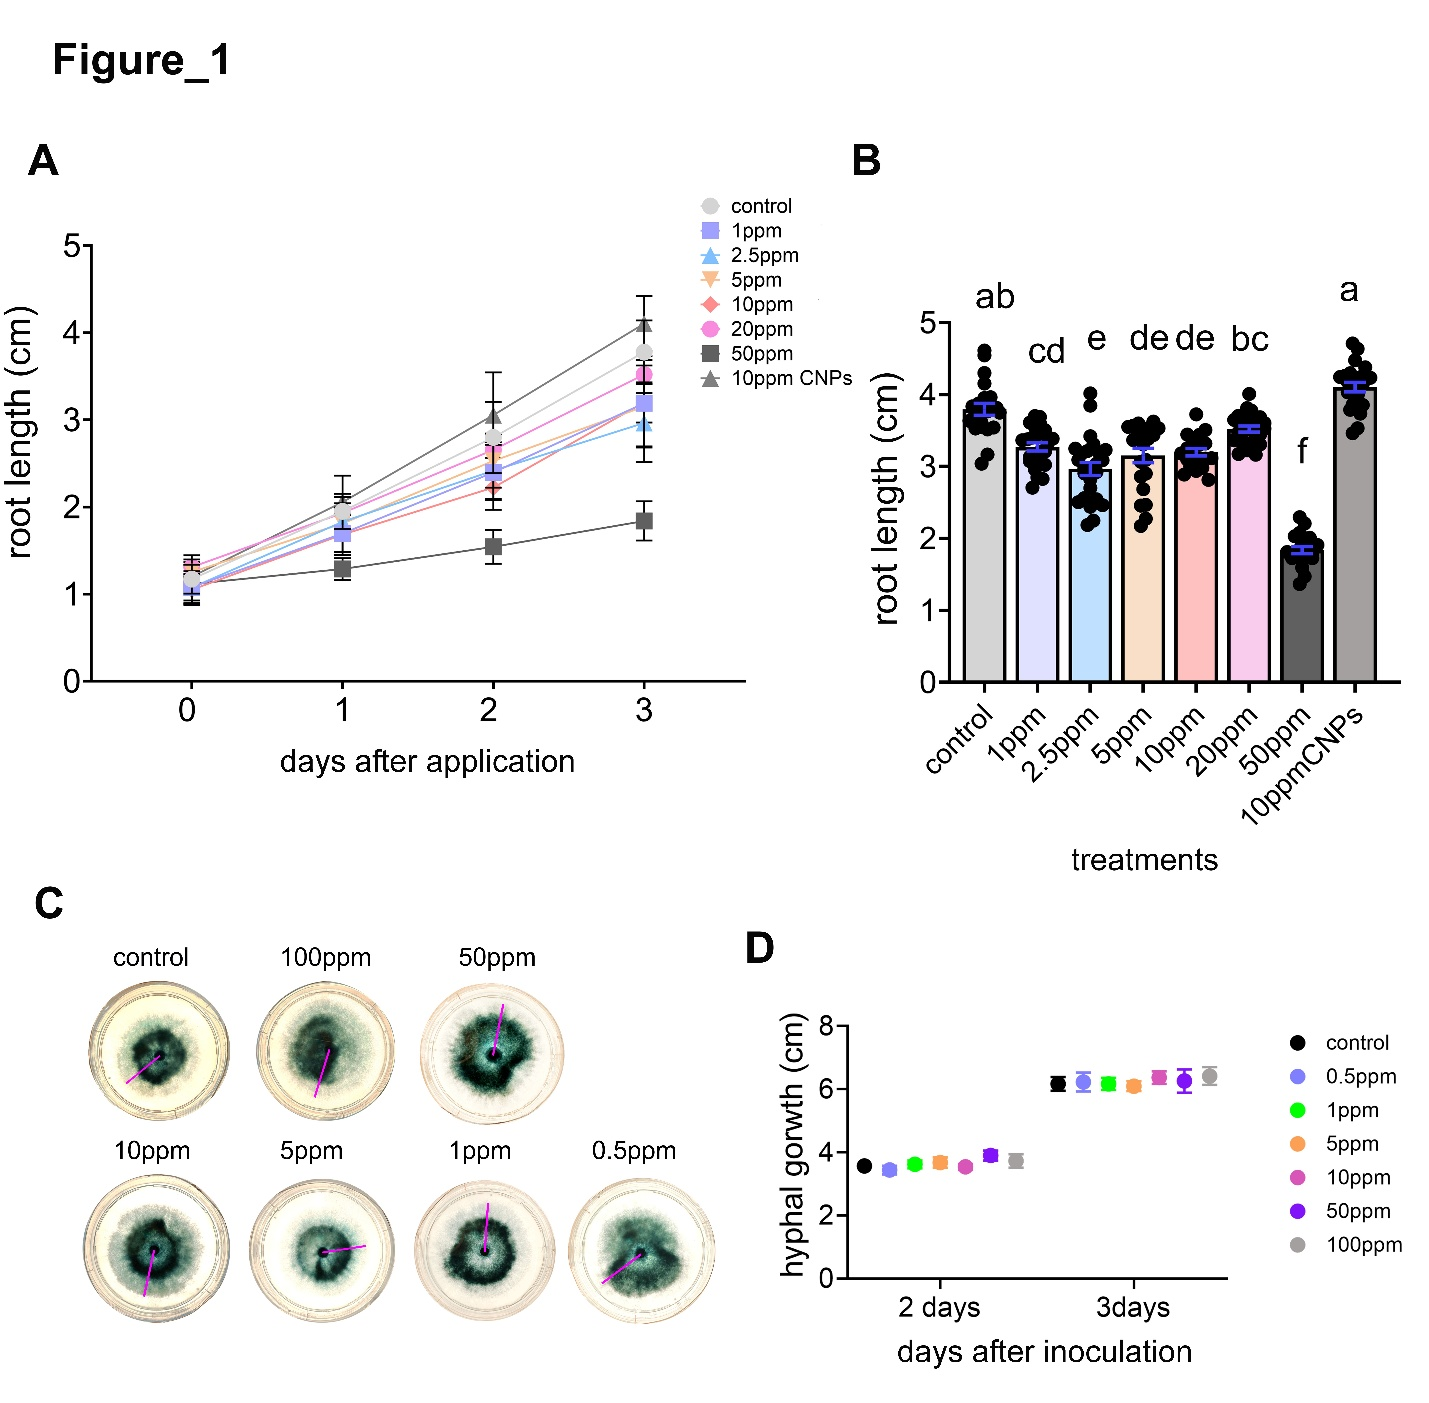 Figure_1
A
root length (cm)
5
4
3
2
1
0
0 1 2 3
days after application
control
1ppm
2.5ppm
5ppm
10ppm
20ppm
50ppm
10ppm CNPs
B
root length (cm)
5
4
3
2
1
0
ab cd e de de bc f a
control
1ppm
2.5ppm
5ppm
10ppm
20ppm
50ppm
10ppmCNPs
treatments
C
control 100ppm 50ppm
10ppm 5ppm 1ppm 0.5ppm
D
hyphal gorwth (cm)
8
6
4
2
0
2 days 3days
days after inoculation
control
0.5ppm
1ppm
5ppm
10ppm
50ppm
100ppm